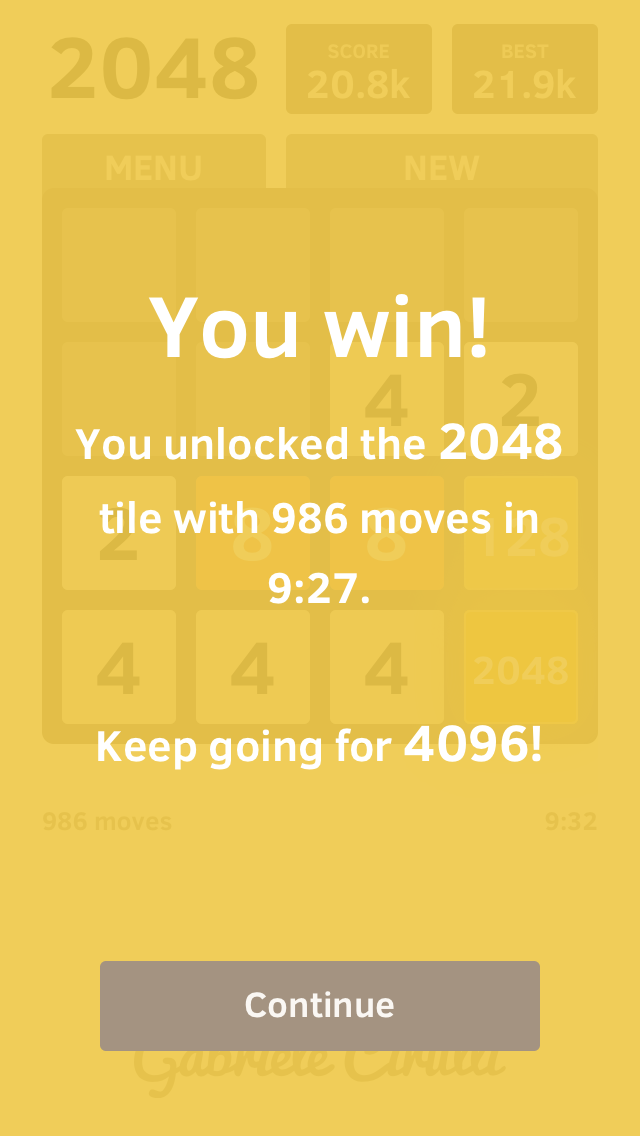 2048
SCORE
20.8k
BEST
21.9k
MENU
NEW
You win!
4 2
You unlocked the 2048
tile with 986 moves in
9:27.
2 8 8 128
4 4 4 2048
Keep going for 4096!
986 moves
9:32
Continue
Gabriele Cirulli